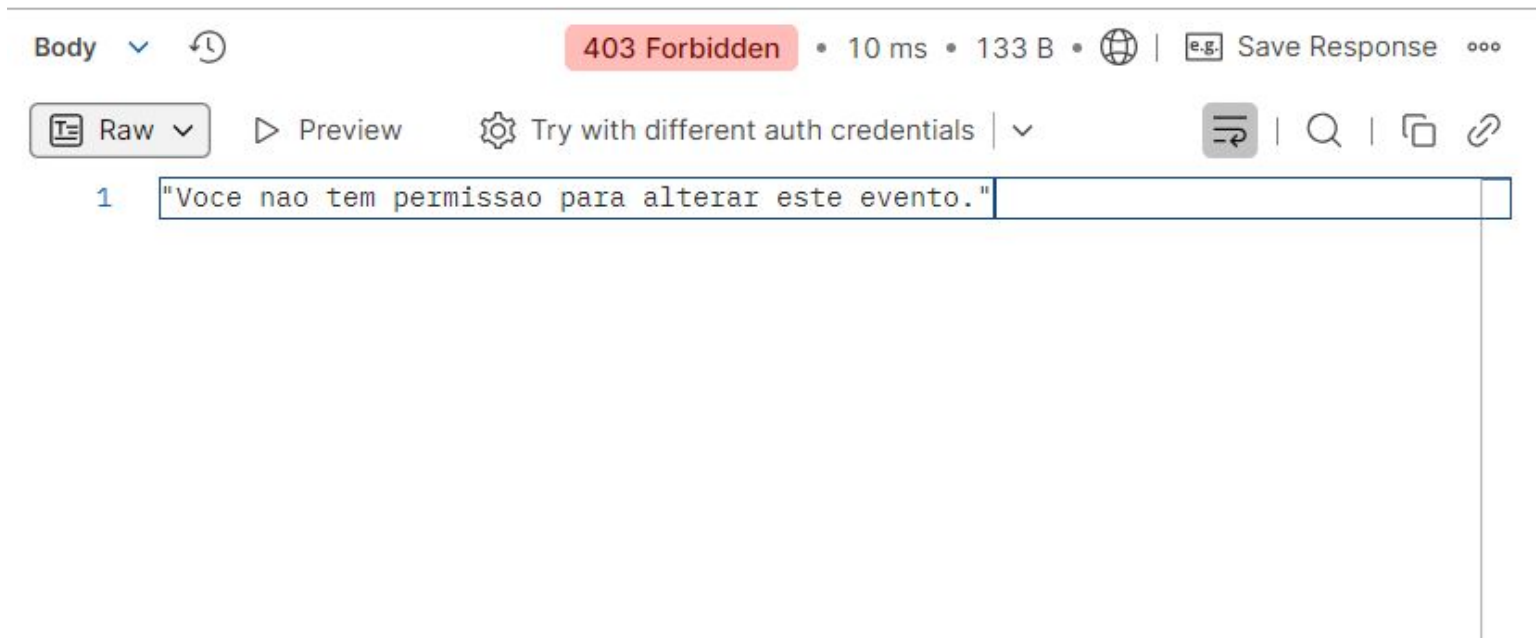 Body 403 Forbidden • 10 ms • 133 B • | e.g. Save Response
Raw Preview Try with different auth credentials
1 "Voce nao tem permissao para alterar este evento."